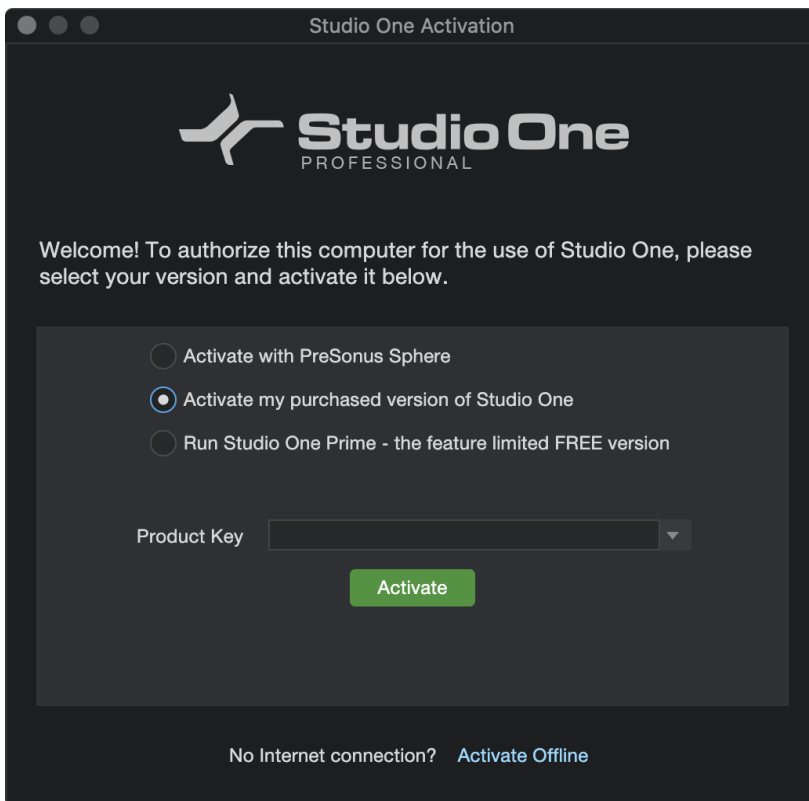 Studio One Activation
Studio One
PROFESSIONAL
Welcome! To authorize this computer for the use of Studio One, please
select your version and activate it below.
Activate with PreSonus Sphere
Activate my purchased version of Studio One
Run Studio One Prime - the feature limited FREE version
Product Key
Activate
No Internet connection? Activate Offline